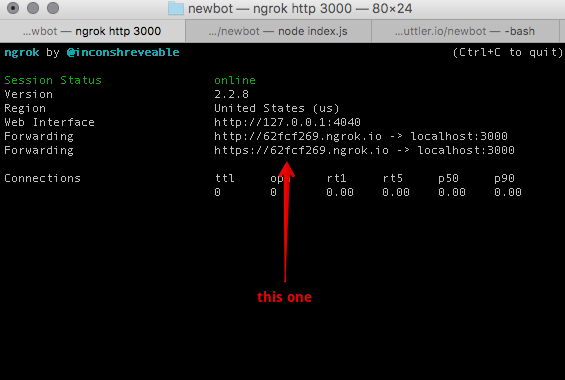 newbot — ngrok http 3000 — 80×24
...wbot — ngrok http 3000 .../newbot — node index.js ...uttler.io/newbot — -bash
ngrok by @inconshreveable (Ctrl+C to quit)
Session Status online
Version 2.2.8
Region United States (us)
Web Interface http://127.0.0.1:4040
Forwarding http://62fcf269.ngrok.io -> localhost:3000
Forwarding https://62fcf269.ngrok.io -> localhost:3000
Connections ttl opn rt1 rt5 p50 p90
0 0 0.00 0.00 0.00 0.00
this one